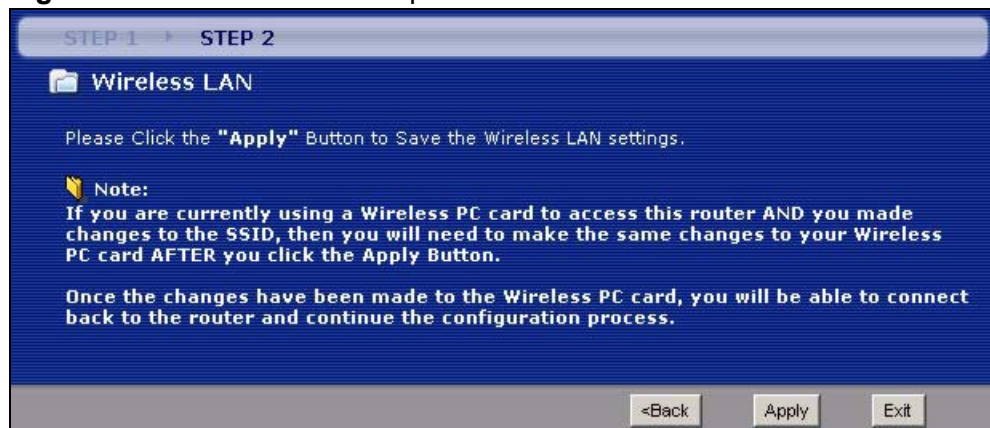 STEP 1 STEP 2
Wireless LAN
Please Click the "Apply" Button to Save the Wireless LAN settings.
Note:
If you are currently using a Wireless PC card to access this router AND you made
changes to the SSID, then you will need to make the same changes to your Wireless
PC card AFTER you click the Apply Button.
Once the changes have been made to the Wireless PC card, you will be able to connect
back to the router and continue the configuration process.
<Back Apply Exit